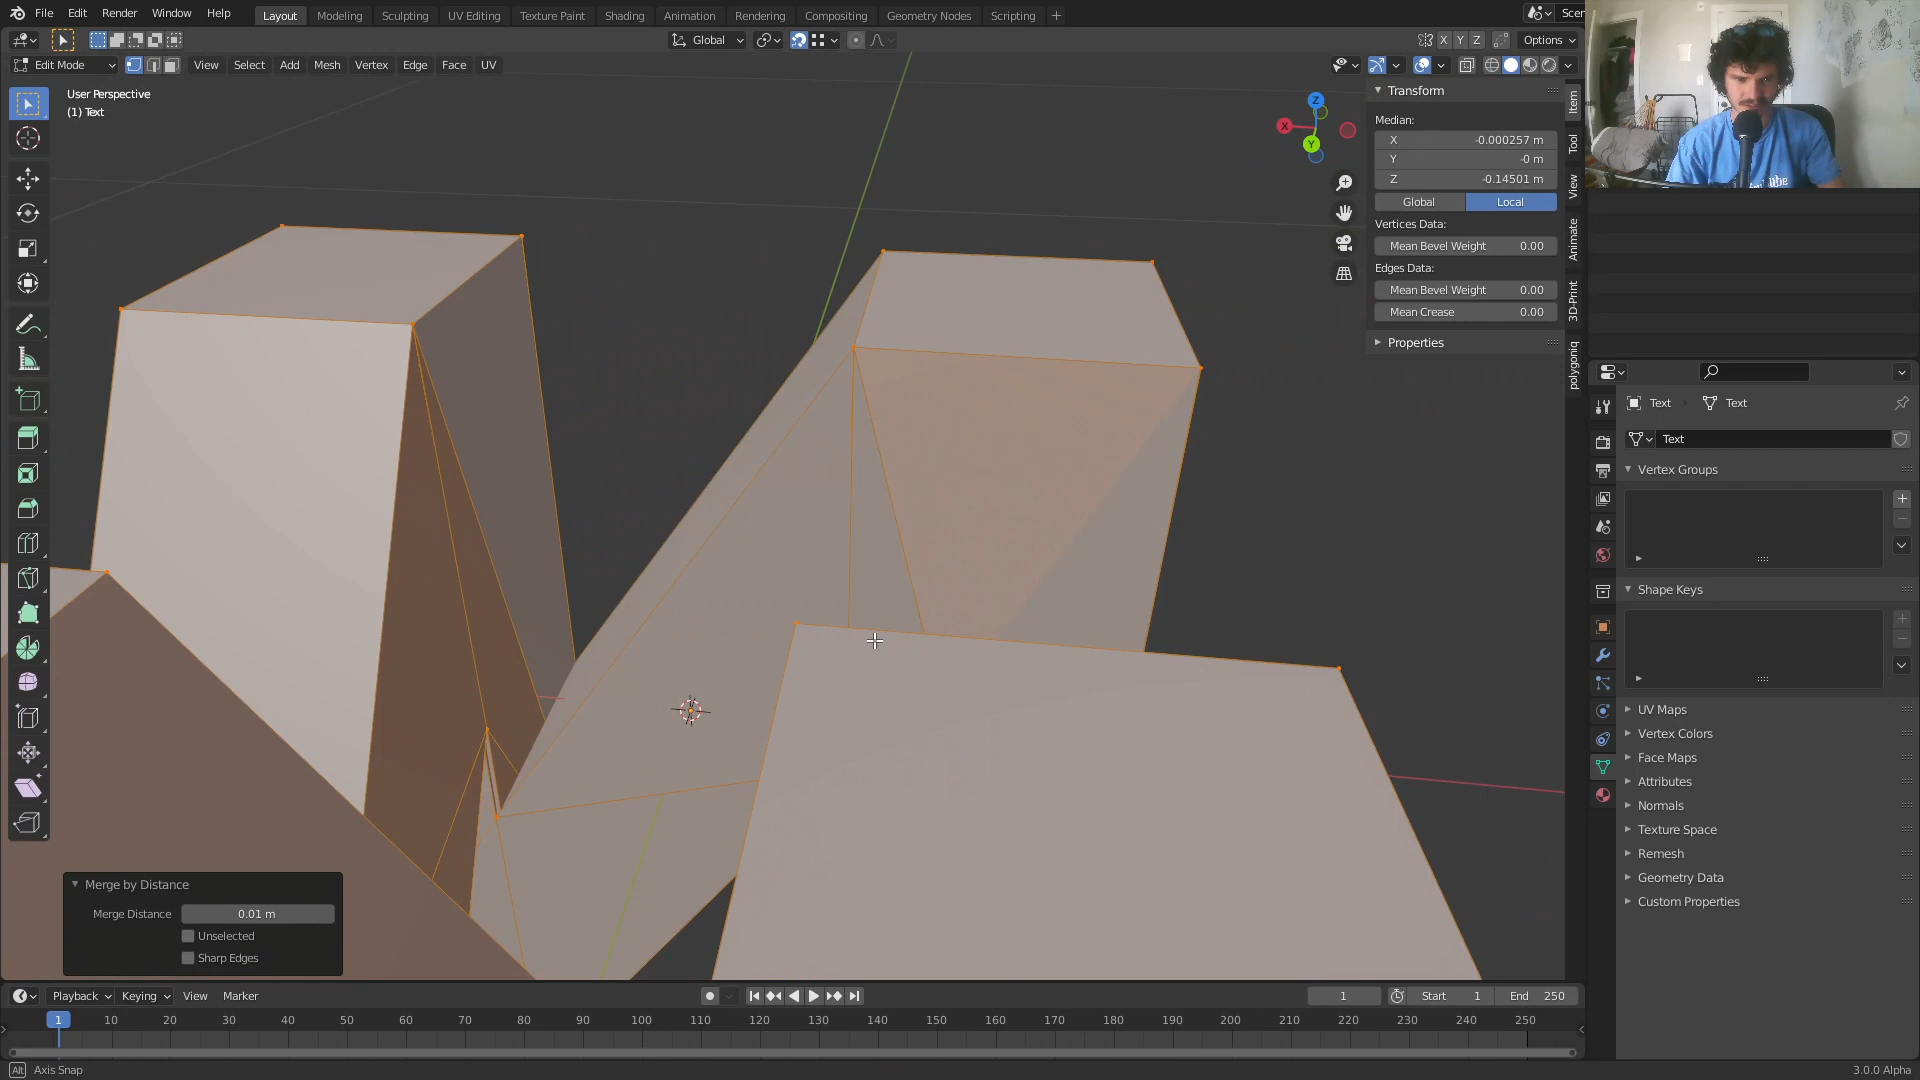 File Edit Render Window Help
Layout Modeling Sculpting UV Editing Texture Paint Shading Animation Rendering Compositing Geometry Nodes Scripting +
Scen
Global
X Y Z
Options
Edit Mode
View Select Add Mesh Vertex Edge Face UV
User Perspective
(1) Text
Z
X
Y
Transform
Median:
X -0.000257 m
Y -0 m
Z -0.14501 m
Global Local
Vertices Data:
Mean Bevel Weight 0.00
Edges Data:
Mean Bevel Weight 0.00
Mean Crease 0.00
Properties
Item
Tool
View
Animate
3D-Print
polygoniq
Text Text
Text
Vertex Groups
Shape Keys
UV Maps
Vertex Colors
Face Maps
Attributes
Normals
Texture Space
Remesh
Geometry Data
Custom Properties
Merge by Distance
Merge Distance 0.01 m
Unselected
Sharp Edges
Playback Keying View Marker
1
Start 1
End 250
1 10 20 30 40 50 60 70 80 90 100 110 120 130 140 150 160 170 180 190 200 210 220 230 240 250
Alt Axis Snap
3.0.0 Alpha